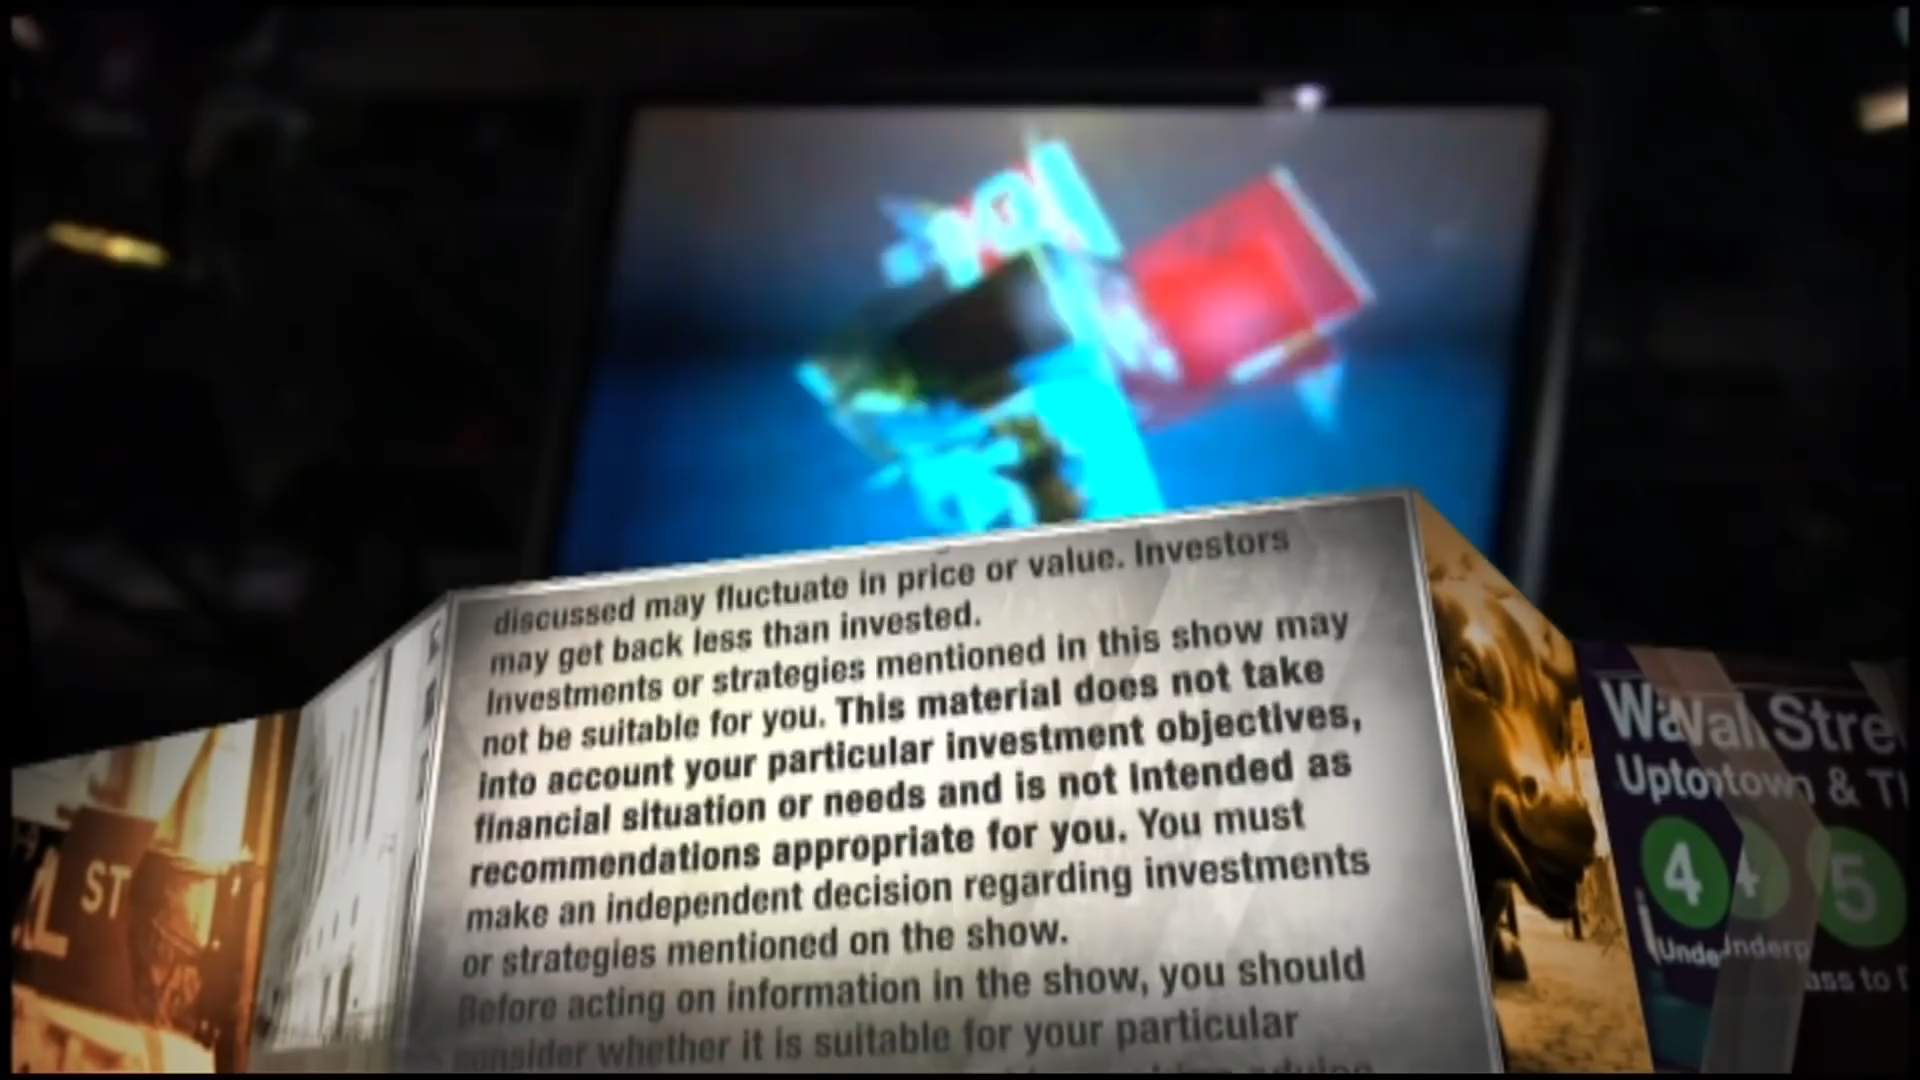 discussed may fluctuate in price or value. Investors
may get back less than invested.
Investments or strategies mentioned in this show may
not be suitable for you. This material does not take
into account your particular investment objectives,
financial situation or needs and is not intended as
recommendations appropriate for you. You must
make an independent decision regarding investments
or strategies mentioned on the show.
Before acting on information in the show, you should
consider whether it is suitable for your particular
ST
Wall Stre
Uptown & T
4
4
5